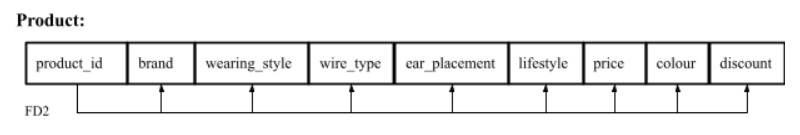 Product:
product_id brand wearing_style wire_type ear_placement lifestyle price colour discount
FD2